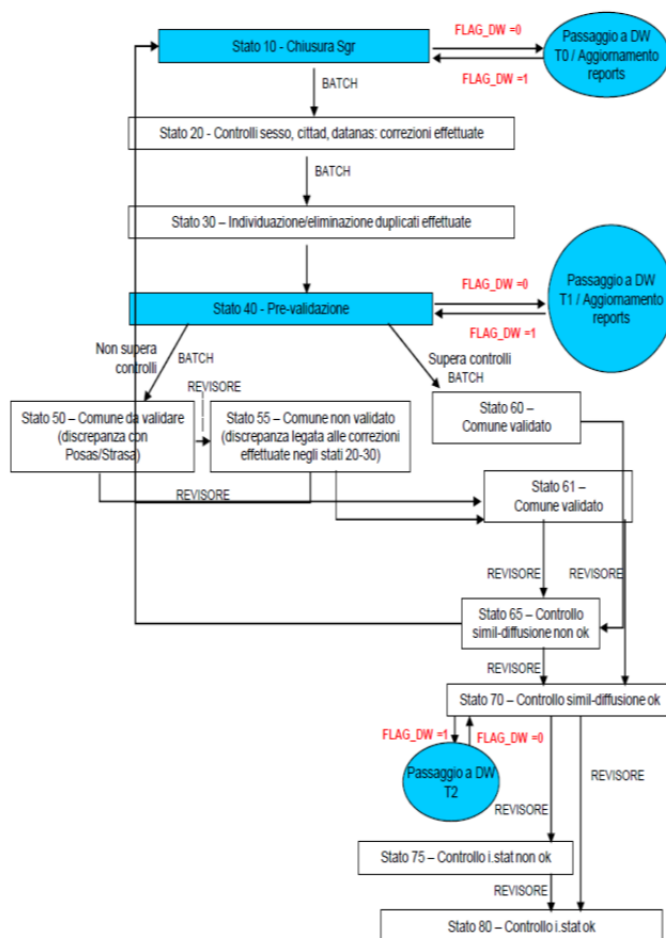 FLAG_DW =0
Stato 10 - Chiusura Sgr
Passaggio a DW
T0 / Aggiornamento
reports
FLAG_DW =1
BATCH
Stato 20 - Controlli sesso, cittad, datanas: correzioni effettuate
BATCH
Stato 30 – Individuazione/eliminazione duplicati effettuate
FLAG_DW =0
Stato 40 - Pre-validazione
Passaggio a DW
T1 / Aggiornamento
reports
FLAG_DW =1
Non supera
controlli
BATCH
Supera controlli
BATCH
REVISORE
Stato 50 – Comune da validare
(discrepanza con
Posas/Strasa)
Stato 55 – Comune non validato
(discrepanza legata alle correzioni
effettuate negli stati 20-30)
Stato 60 –
Comune validato
REVISORE
Stato 61 –
Comune validato
REVISORE
REVISORE
Stato 65 – Controllo
simil-diffusione non ok
REVISORE
Stato 70 – Controllo simil-diffusione ok
FLAG_DW =1
FLAG_DW =0
Passaggio a DW
T2
REVISORE
REVISORE
Stato 75 – Controllo i.stat non ok
REVISORE
Stato 80 – Controllo i.stat ok